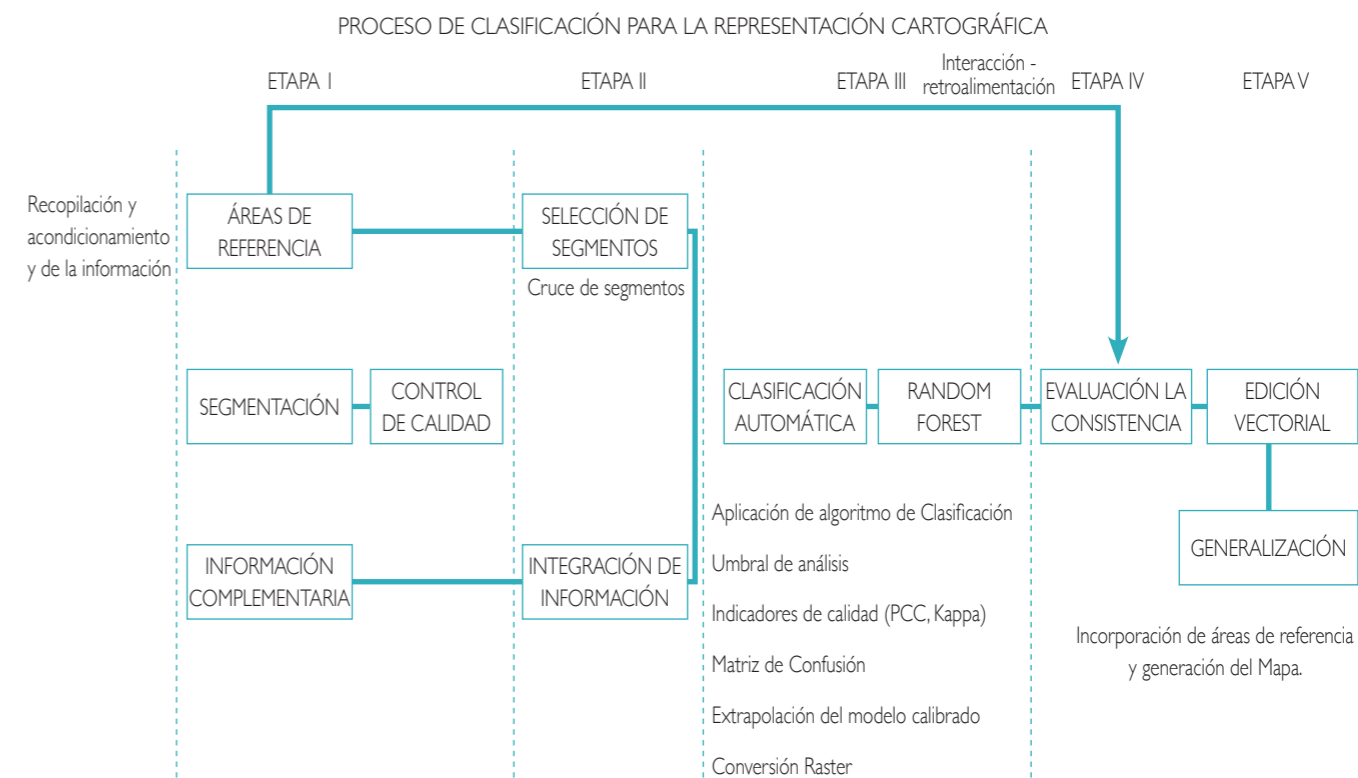 PROCESO DE CLASIFICACIÓN PARA LA REPRESENTACIÓN CARTOGRÁFICA
ETAPA I
ETAPA II
ETAPA III
Interacción -
retroalimentación
ETAPA IV
ETAPA V
Recopilación y
acondicionamiento
y de la información
ÁREAS DE
REFERENCIA
SELECCIÓN DE
SEGMENTOS
Cruce de segmentos
SEGMENTACIÓN
CONTROL
DE CALIDAD
CLASIFICACIÓN
AUTOMÁTICA
RANDOM
FOREST
EVALUACIÓN LA
CONSISTENCIA
EDICIÓN
VECTORIAL
INFORMACIÓN
COMPLEMENTARIA
INTEGRACIÓN DE
INFORMACIÓN
Aplicación de algoritmo de Clasificación
Umbral de análisis
Indicadores de calidad (PCC, Kappa)
Matriz de Confusión
Extrapolación del modelo calibrado
Conversión Raster
GENERALIZACIÓN
Incorporación de áreas de referencia
y generación del Mapa.